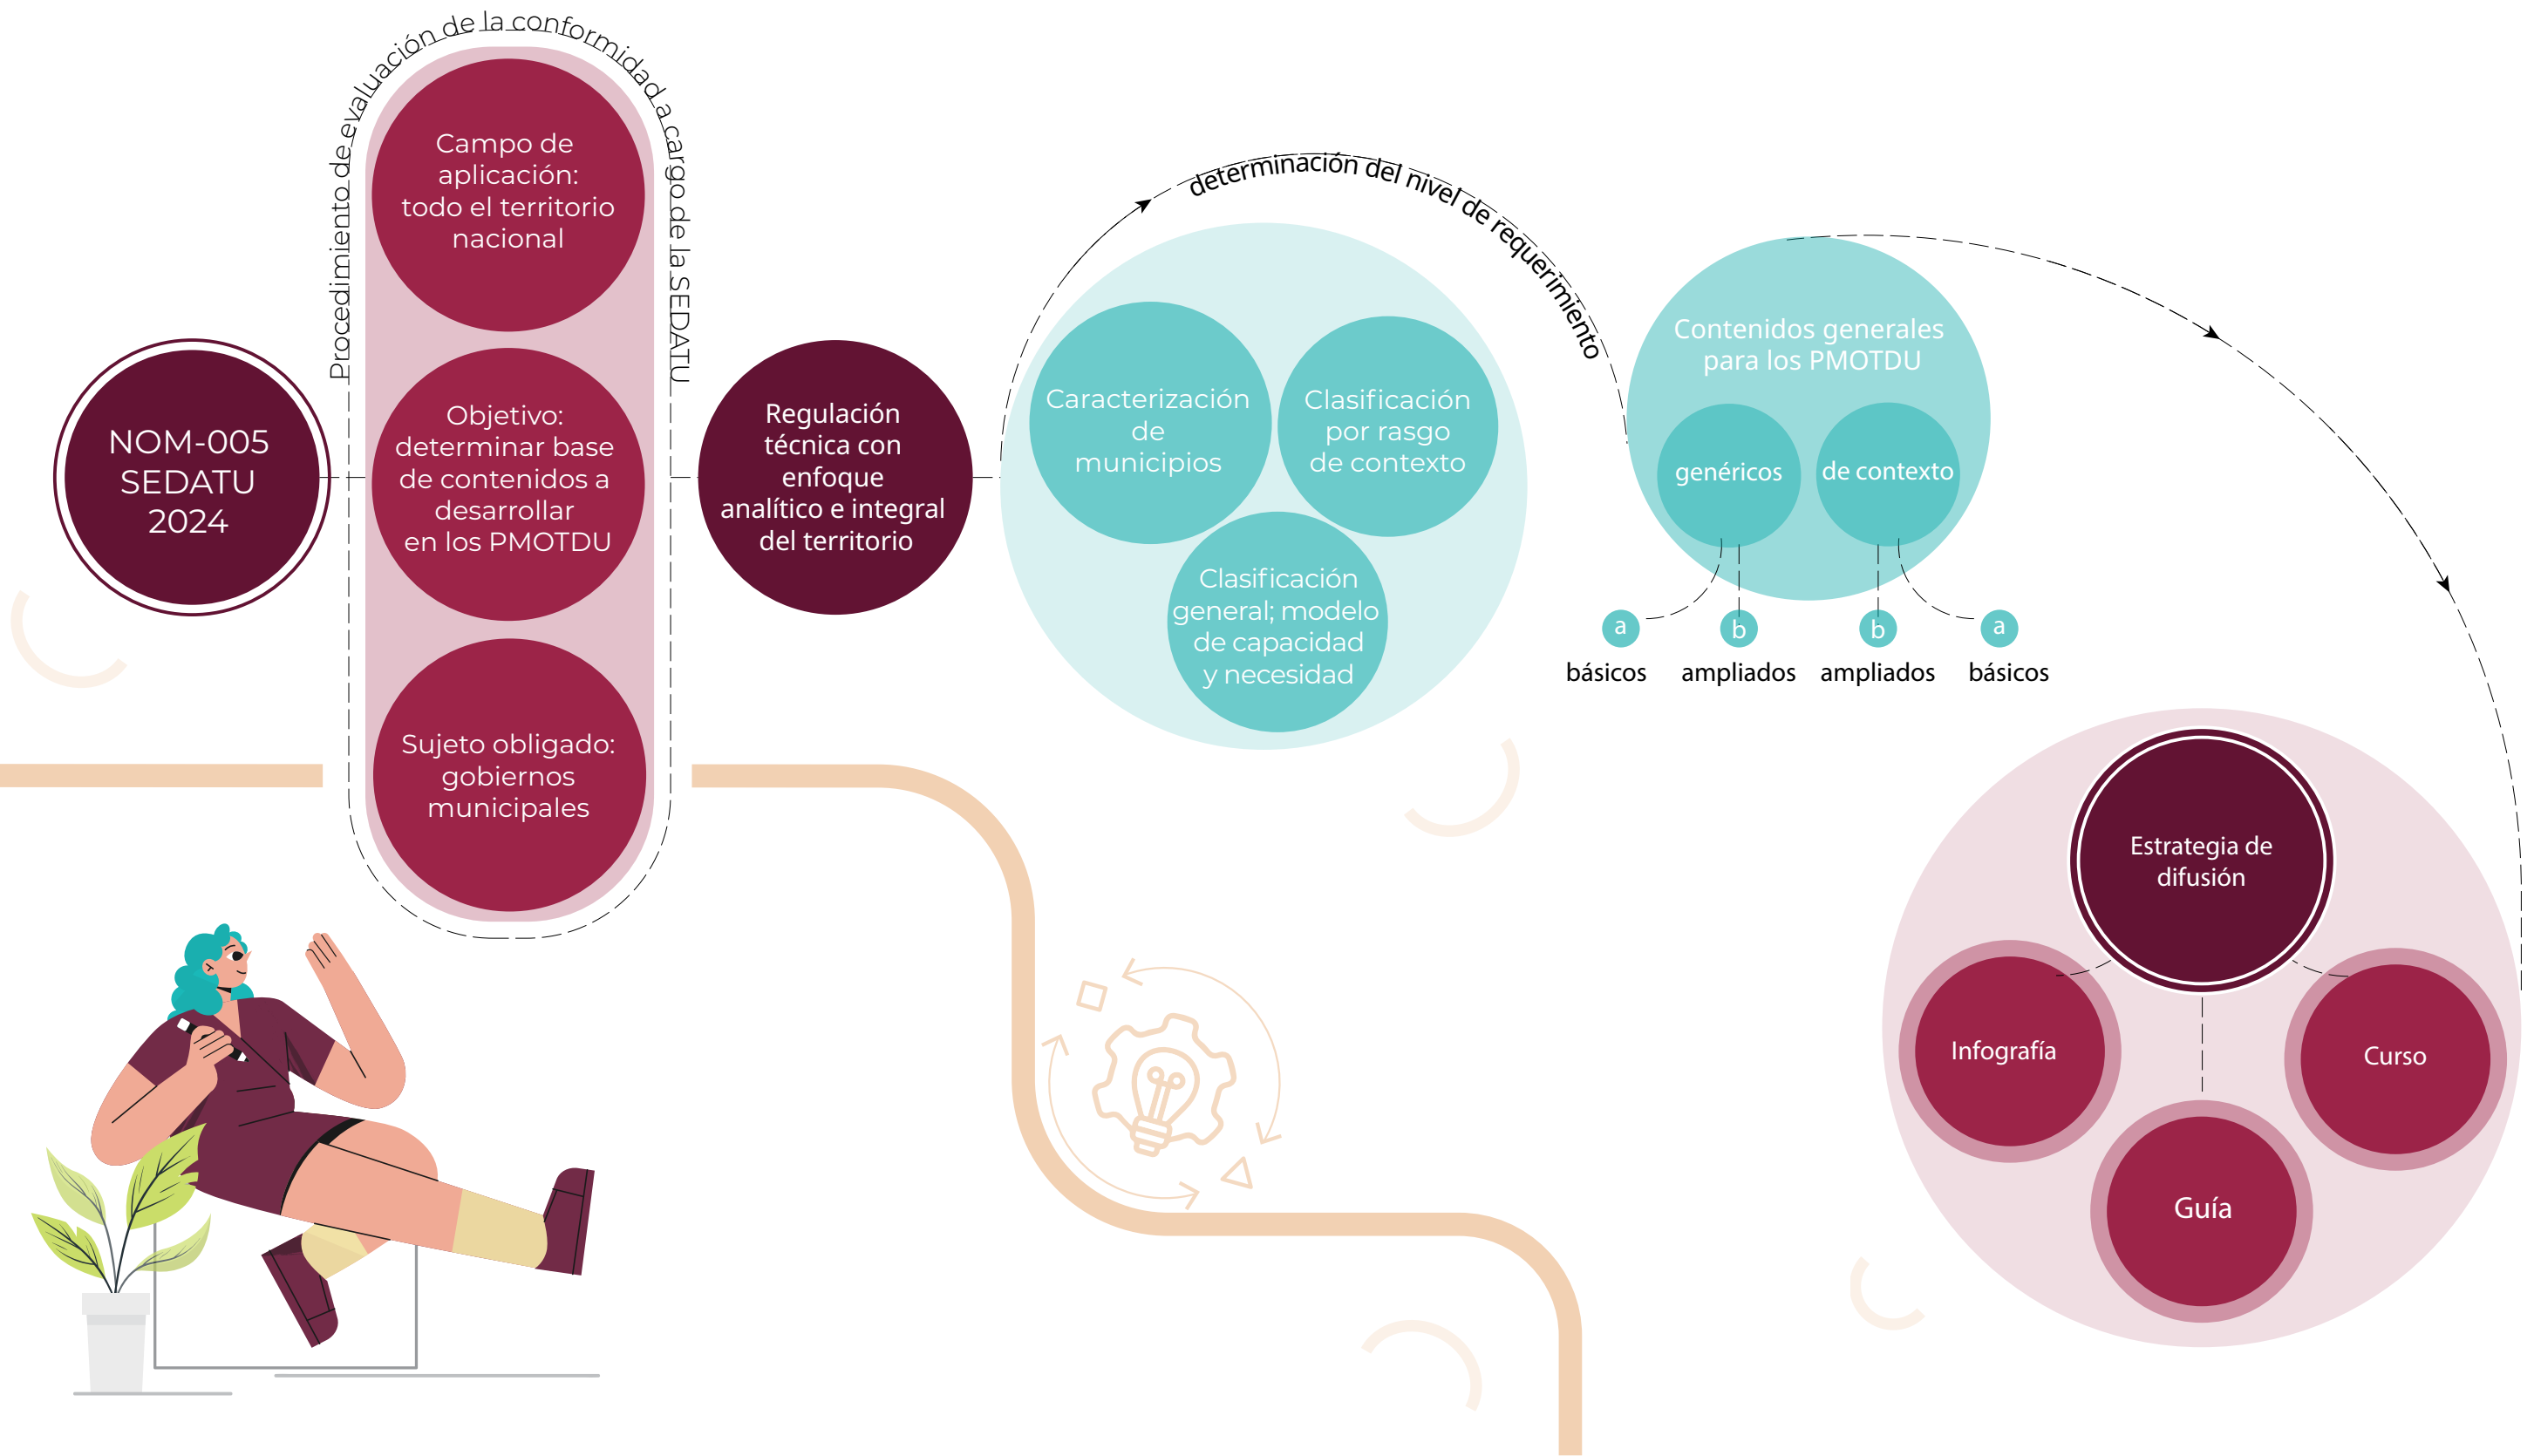 NOM-005
SEDATU
2024
Procedimiento de evaluación de la conformidad a cargo de la SEDATU
Campo de
aplicación:
todo el territorio
nacional
Objetivo:
determinar base
de contenidos a
desarrollar
en los PMOTDU
Sujeto obligado:
gobiernos
municipales
Regulación
técnica con
enfoque
analítico e integral
del territorio
determinación del nivel de requerimiento
Caracterización
de
municipios
Clasificación
por rasgo
de contexto
Clasificación
general; modelo
de capacidad
y necesidad
Contenidos generales
para los PMOTDU
genéricos
de contexto
a
b
b
a
básicos
ampliados
ampliados
básicos
Estrategia de
difusión
Infografía
Guía
Curso